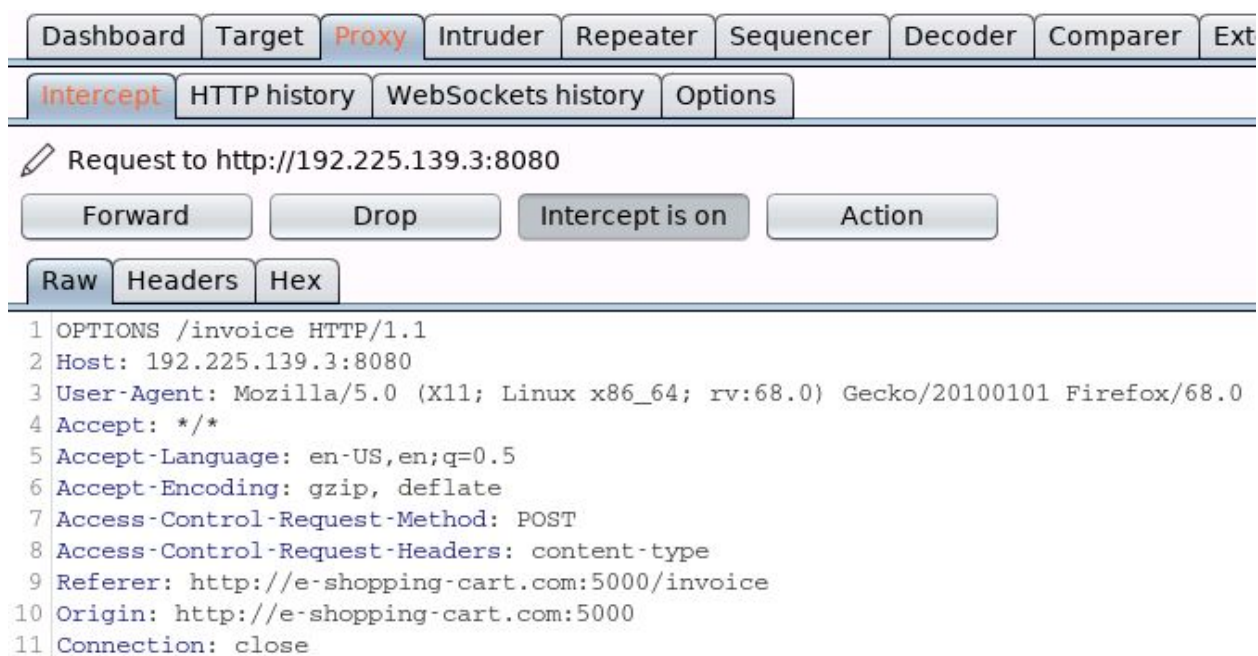 Dashboard Target Proxy Intruder Repeater Sequencer Decoder Comparer Ext
Intercept HTTP history WebSockets history Options
Request to http://192.225.139.3:8080
Forward Drop Intercept is on Action
Raw Headers Hex
1 OPTIONS /invoice HTTP/1.1
2 Host: 192.225.139.3:8080
3 User-Agent: Mozilla/5.0 (X11; Linux x86_64; rv:68.0) Gecko/20100101 Firefox/68.0
4 Accept: */*
5 Accept-Language: en-US,en;q=0.5
6 Accept-Encoding: gzip, deflate
7 Access-Control-Request-Method: POST
8 Access-Control-Request-Headers: content-type
9 Referer: http://e-shopping-cart.com:5000/invoice
10 Origin: http://e-shopping-cart.com:5000
11 Connection: close